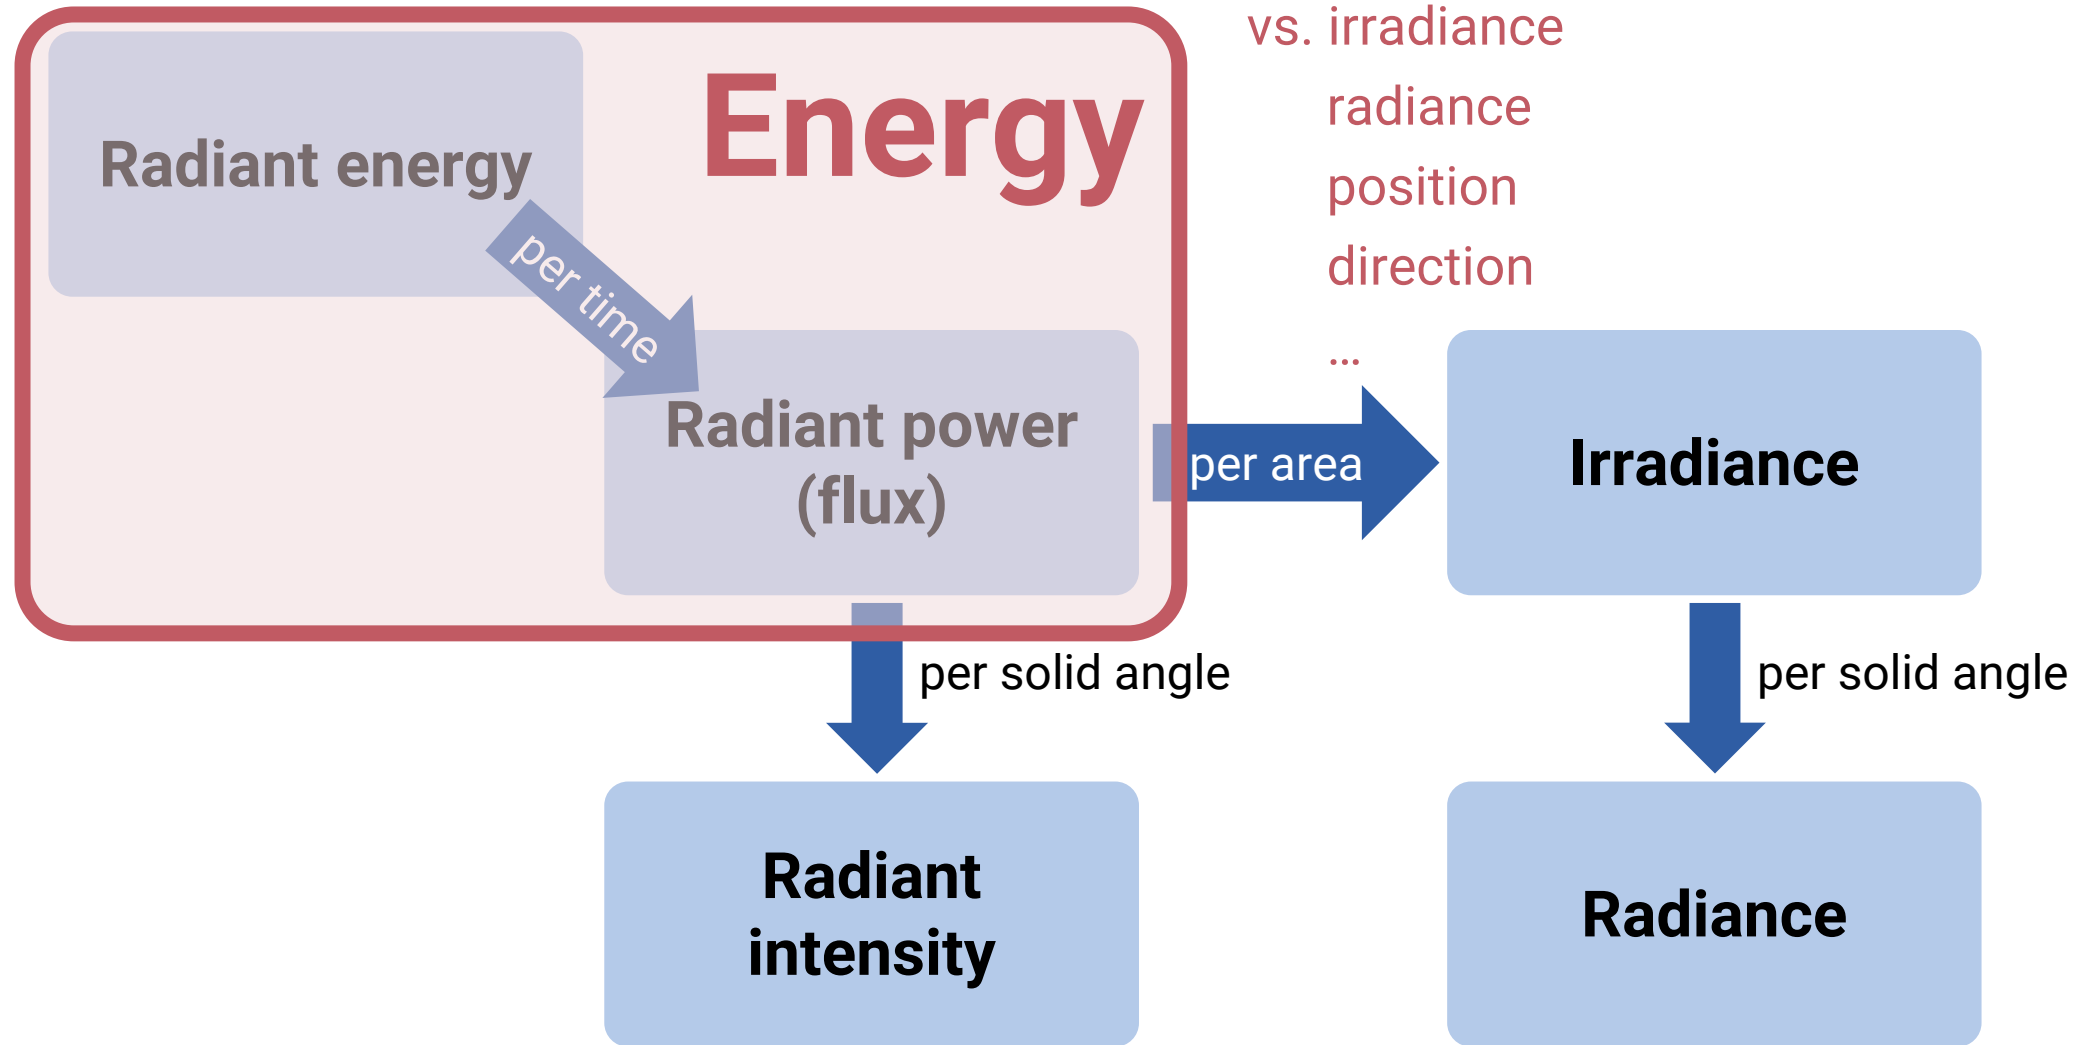 vs. irradiance
radiance
position
direction
…
Energy
Radiant energy
per time
Radiant power
(flux)
per area
Irradiance
per solid angle
per solid angle
Radiant
intensity
Radiance